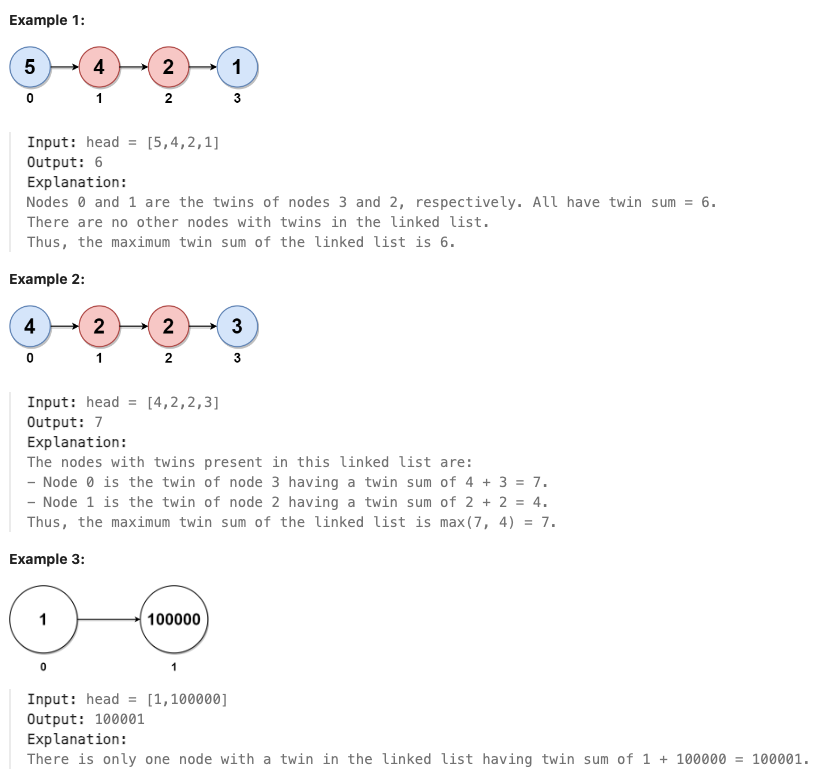 Example 1:
5 4 2 1
0 1 2 3
Input: head = [5,4,2,1]
Output: 6
Explanation:
Nodes 0 and 1 are the twins of nodes 3 and 2, respectively. All have twin sum = 6.
There are no other nodes with twins in the linked list.
Thus, the maximum twin sum of the linked list is 6.
Example 2:
4 2 2 3
0 1 2 3
Input: head = [4,2,2,3]
Output: 7
Explanation:
The nodes with twins present in this linked list are:
- Node 0 is the twin of node 3 having a twin sum of 4 + 3 = 7.
- Node 1 is the twin of node 2 having a twin sum of 2 + 2 = 4.
Thus, the maximum twin sum of the linked list is max(7, 4) = 7.
Example 3:
1 100000
0 1
Input: head = [1,100000]
Output: 100001
Explanation:
There is only one node with a twin in the linked list having twin sum of 1 + 100000 = 100001.